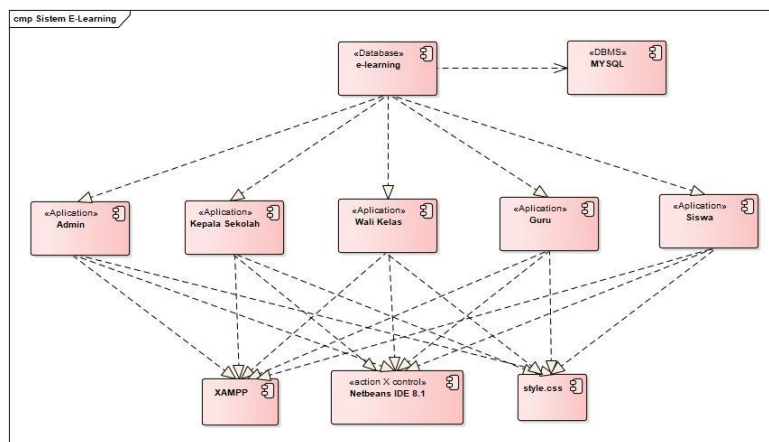 cmp Sistem E-Learning
«Database»
e-learning
«DBMS»
MYSQL
«Aplication»
Admin
«Aplication»
Kepala Sekolah
«Aplication»
Wali Kelas
«Aplication»
Guru
«Aplication»
Siswa
XAMPP
«action X control»
Netbeans IDE 8.1
style.css